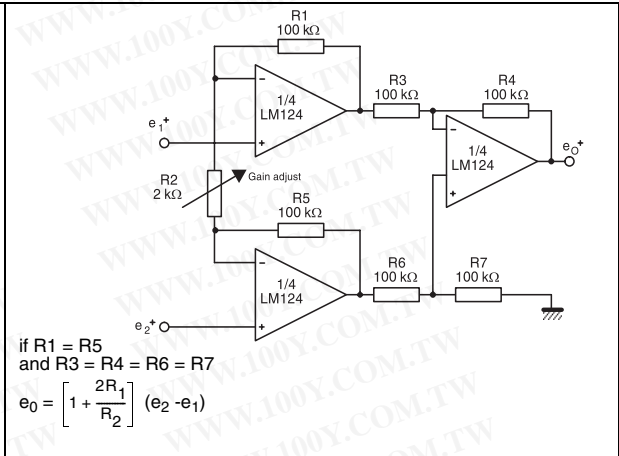 R1
100 kΩ
R3
100 kΩ
R4
100 kΩ
1/4
LM124
e1+
eO+
1/4
LM124
R2
2 kΩ
Gain adjust
R5
100 kΩ
R6
100 kΩ
R7
100 kΩ
1/4
LM124
e2+
if R1 = R5
and R3 = R4 = R6 = R7
e0 = [1 + 2R1/R2] (e2 -e1)
WWW.100Y.COM.TW